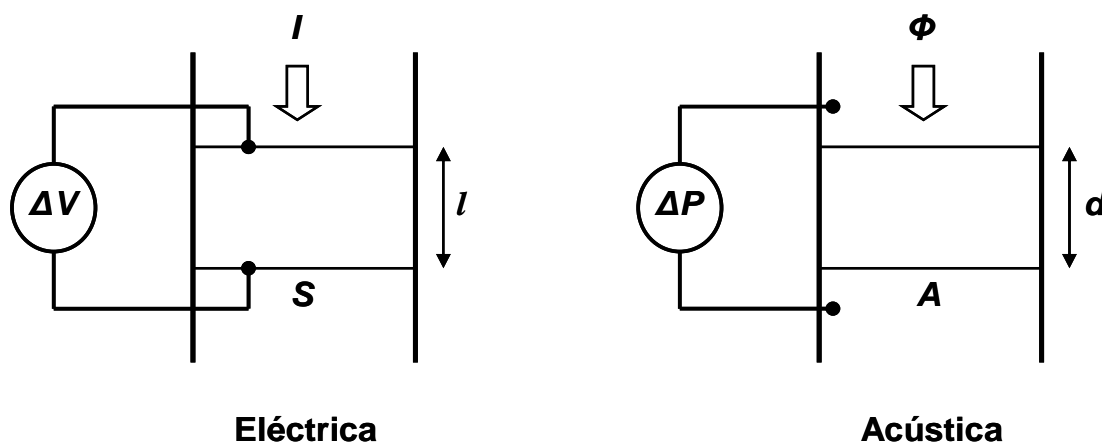 I
Φ
ΔV
l
ΔP
d
S
A
Eléctrica
Acústica